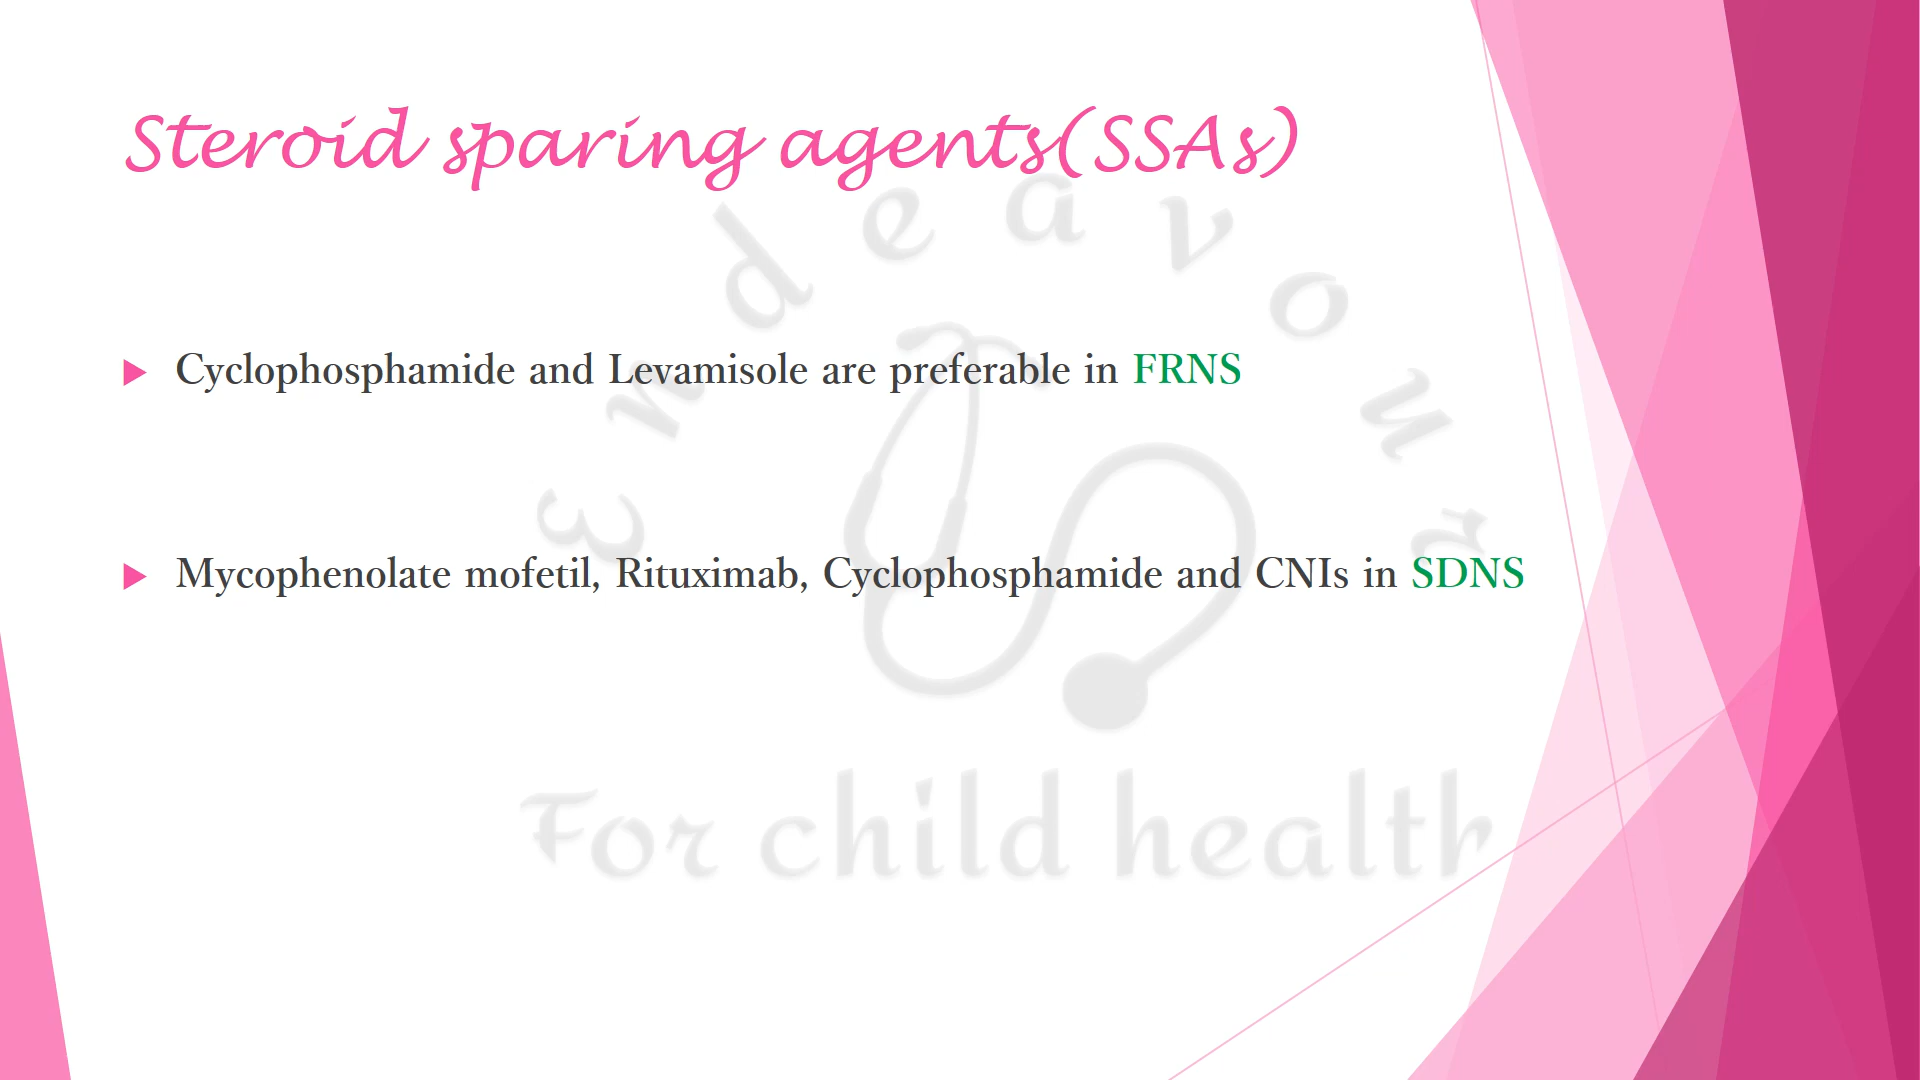 Steroid sparing agents(SSAs)
Cyclophosphamide and Levamisole are preferable in FRNS
Mycophenolate mofetil, Rituximab, Cyclophosphamide and CNIs in SDNS
Endeavour
For child health